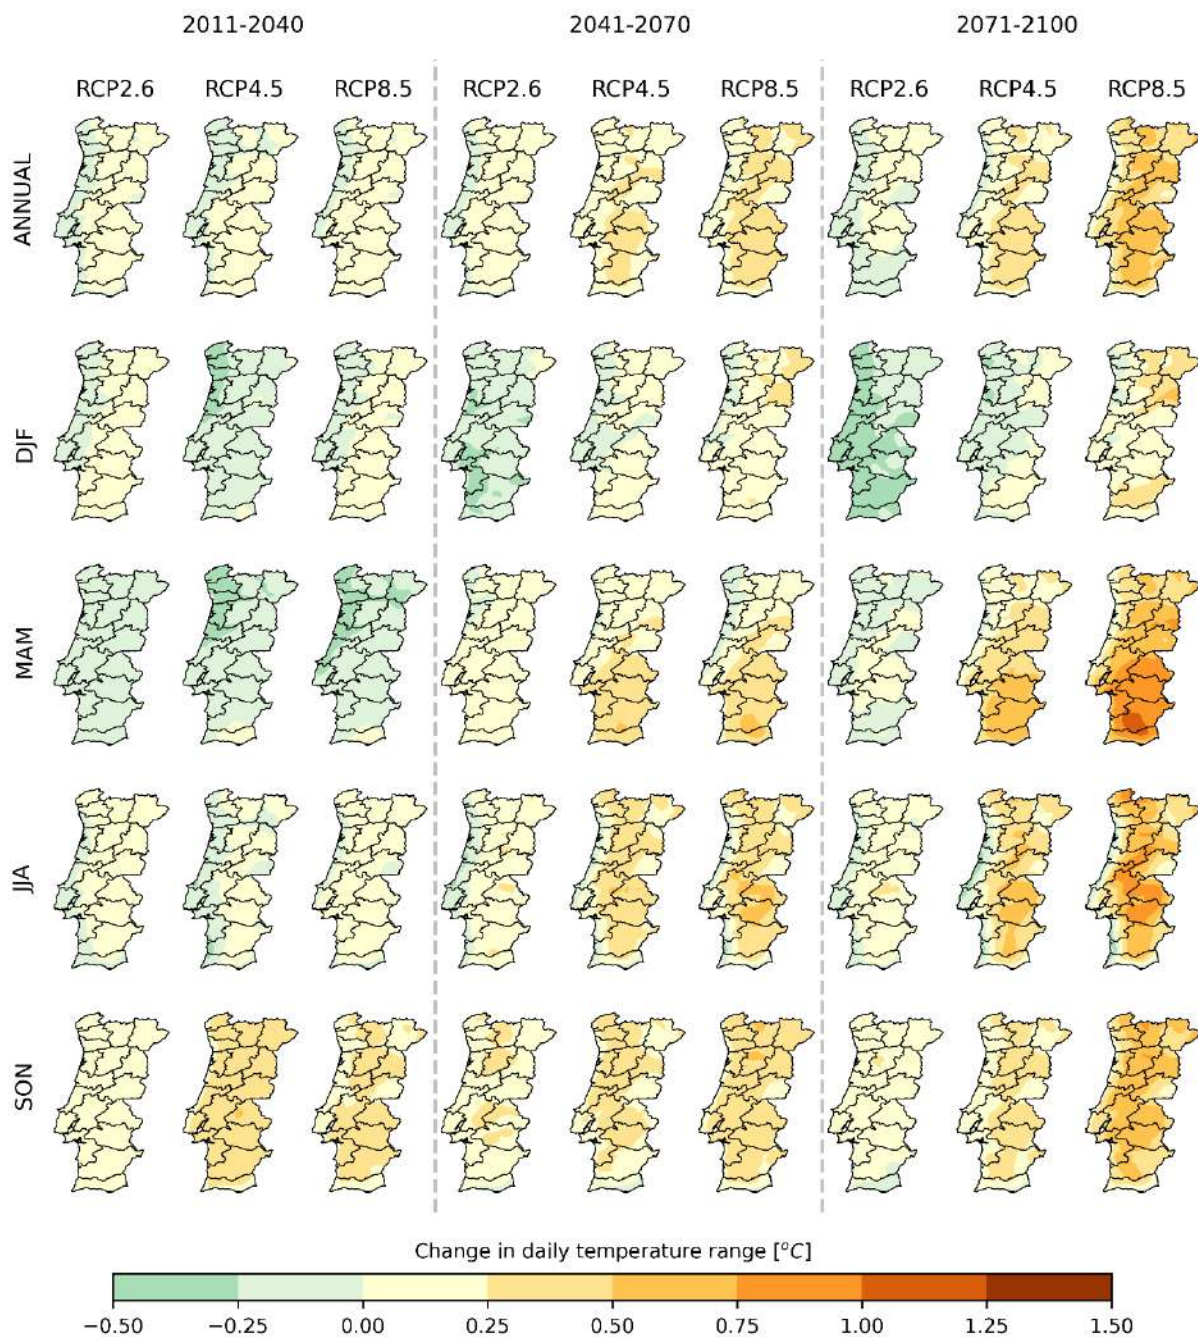 2011-2040 2041-2070 2071-2100
RCP2.6 RCP4.5 RCP8.5 RCP2.6 RCP4.5 RCP8.5 RCP2.6 RCP4.5 RCP8.5
ANNUAL
DJF
MAM
JJA
SON
Change in daily temperature range [°C]
−0.50 −0.25 0.00 0.25 0.50 0.75 1.00 1.25 1.50